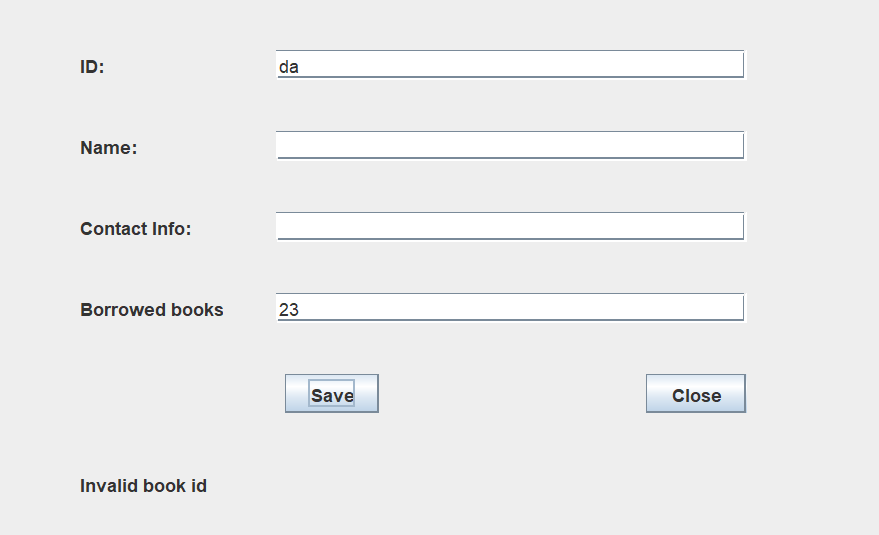 ID: da
Name:
Contact Info:
Borrowed books 23
Save Close
Invalid book id